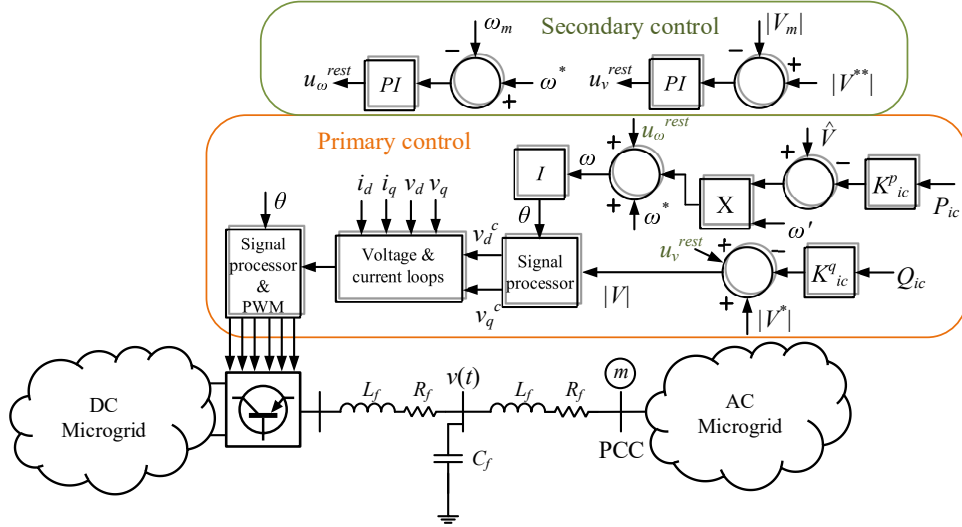 Secondary control
ω_m
−
u_ω^rest
PI
ω*
+
|V_m|
−
+
u_v^rest
PI
|V**|
Primary control
u_ω^rest
V̂
+
+
−
ω
I
+
ω*
X
K^p_ic
P_ic
ω′
θ
i_d i_q v_d v_q
θ
v_d^c
Signal
processor
&
PWM
Voltage &
current loops
v_q^c
Signal
processor
|V|
u_v^rest
+
−
+
|V*|
K^q_ic
Q_ic
DC
Microgrid
L_f
R_f
v(t)
L_f
R_f
C_f
m
PCC
AC
Microgrid